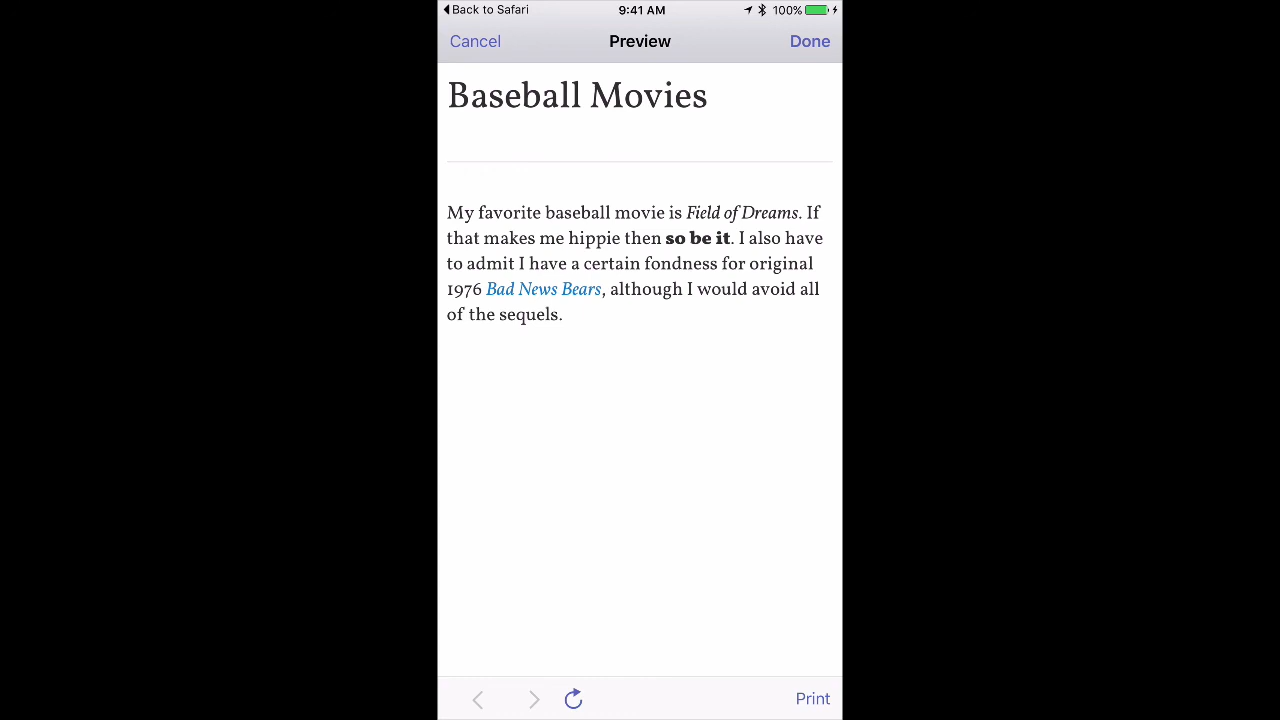 Back to Safari 9:41 AM 100%
Cancel Preview Done
Baseball Movies
My favorite baseball movie is Field of Dreams. If
that makes me hippie then so be it. I also have
to admit I have a certain fondness for original
1976 Bad News Bears, although I would avoid all
of the sequels.
Print